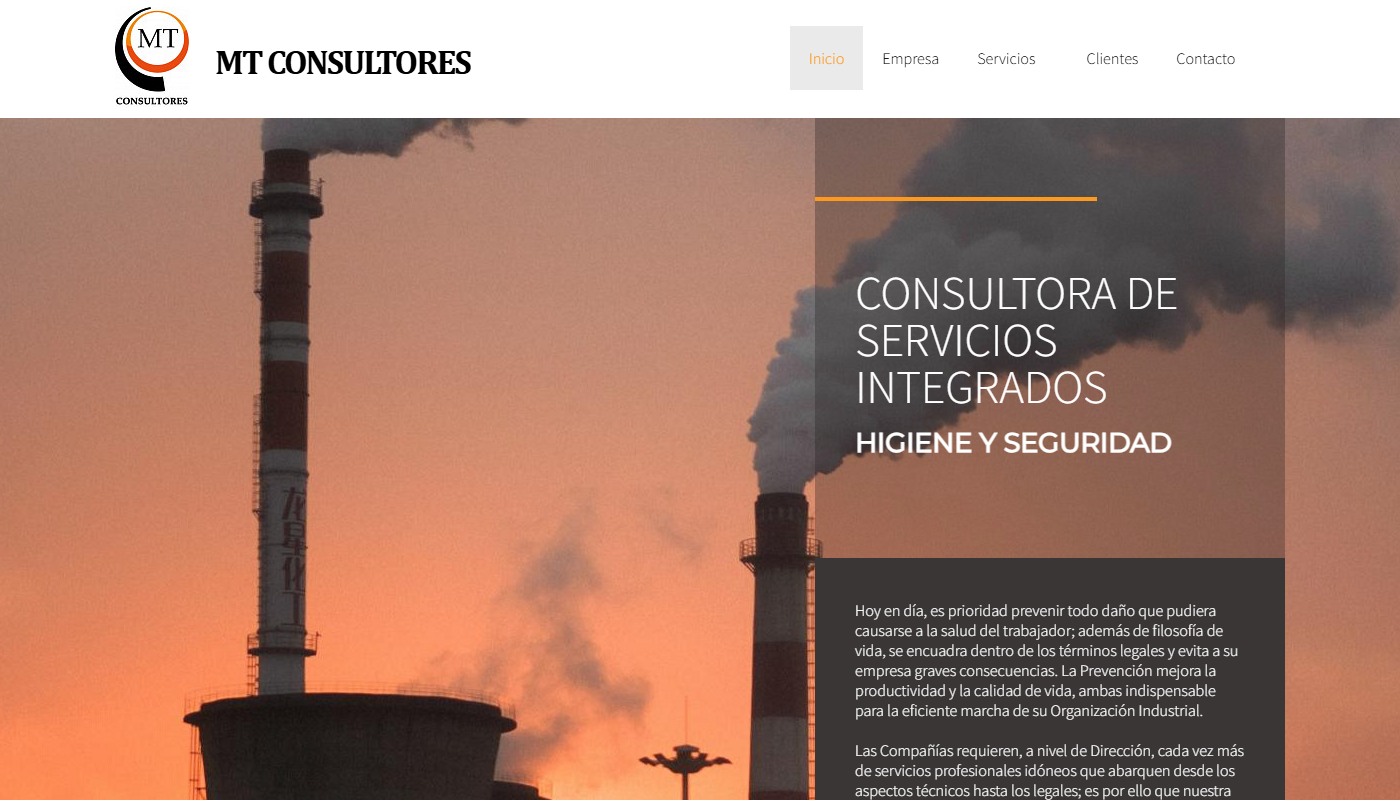 MT
CONSULTORES
MT CONSULTORES
Inicio
Empresa
Servicios
Clientes
Contacto
CONSULTORA DE
SERVICIOS
INTEGRADOS
HIGIENE Y SEGURIDAD
龙星化工
Hoy en día, es prioridad prevenir todo daño que pudiera
causarse a la salud del trabajador; además de filosofía de
vida, se encuadra dentro de los términos legales y evita a su
empresa graves consecuencias. La Prevención mejora la
productividad y la calidad de vida, ambas indispensable
para la eficiente marcha de su Organización Industrial.
Las Compañías requieren, a nivel de Dirección, cada vez más
de servicios profesionales idóneos que abarquen desde los
aspectos técnicos hasta los legales; es por ello que nuestra